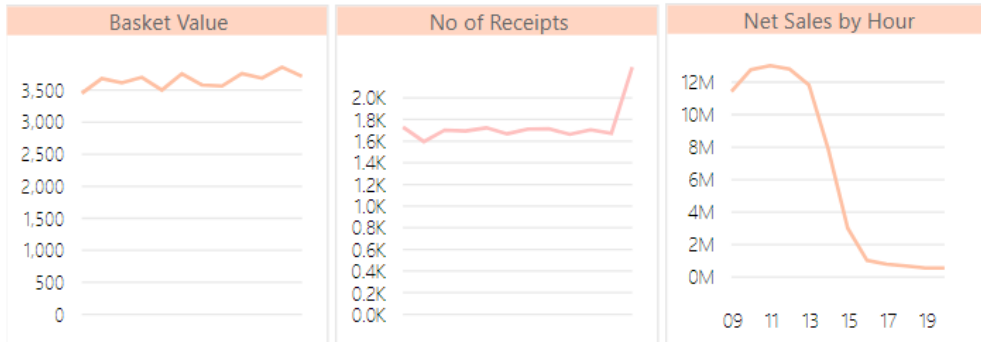 Basket Value
3,500
3,000
2,500
2,000
1,500
1,000
500
0
No of Receipts
2.0K
1.8K
1.6K
1.4K
1.2K
1.0K
0.8K
0.6K
0.4K
0.2K
0.0K
Net Sales by Hour
12M
10M
8M
6M
4M
2M
0M
09 11 13 15 17 19